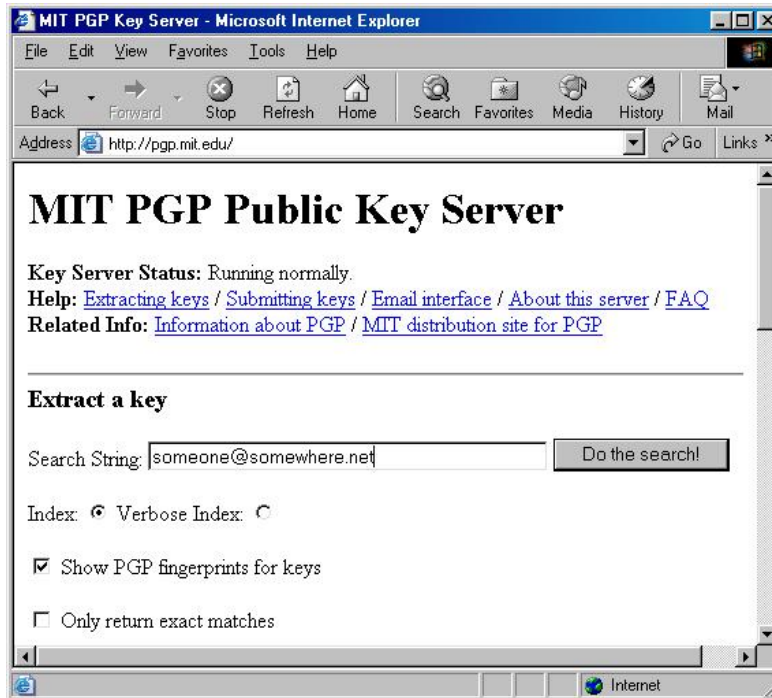 MIT PGP Key Server - Microsoft Internet Explorer
File Edit View Favorites Tools Help
Back Forward Stop Refresh Home Search Favorites Media History Mail
Address http://pgp.mit.edu/ Go Links »
MIT PGP Public Key Server
Key Server Status: Running normally.
Help: Extracting keys / Submitting keys / Email interface / About this server / FAQ
Related Info: Information about PGP / MIT distribution site for PGP
Extract a key
Search String: someone@somewhere.net Do the search!
Index: Verbose Index:
Show PGP fingerprints for keys
Only return exact matches
Internet